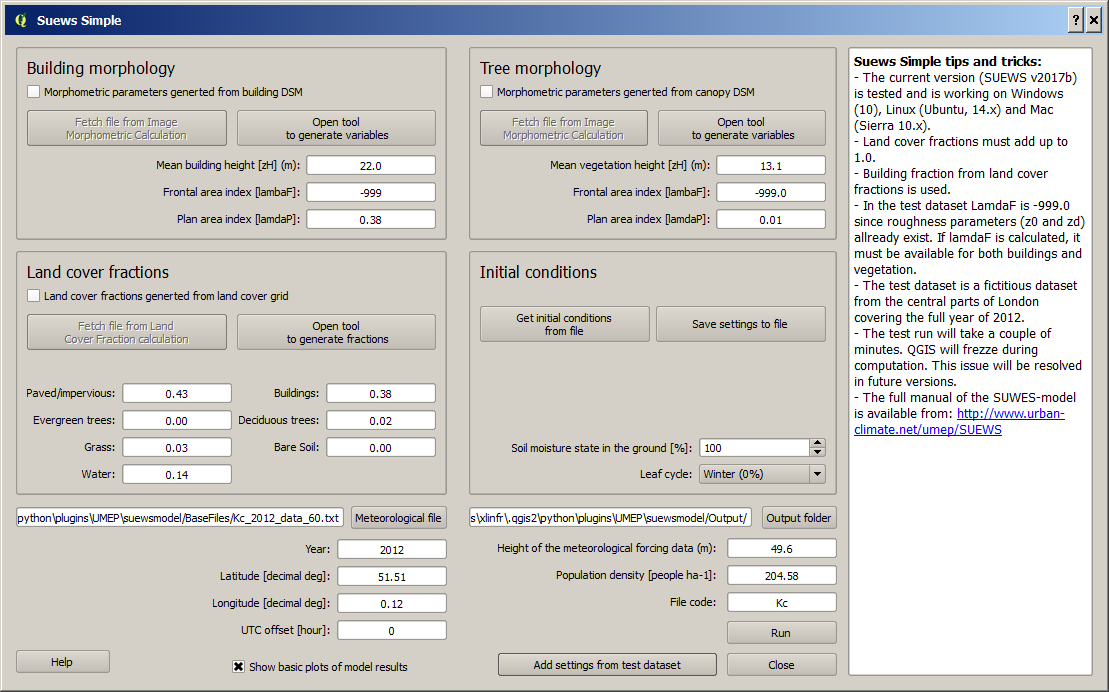 Suews Simple
Building morphology
Morphometric parameters generted from building DSM
Fetch file from Image
Morphometric Calculation
Open tool
to generate variables
Mean building height [zH] (m): 22.0
Frontal area index [lambaF]: -999
Plan area index [lamdaP]: 0.38
Tree morphology
Morphometric parameters generted from canopy DSM
Fetch file from Image
Morphometric Calculation
Open tool
to generate variables
Mean vegetation height [zH] (m): 13.1
Frontal area index [lambaF]: -999.0
Plan area index [lamdaP]: 0.01
Land cover fractions
Land cover fractions generted from land cover grid
Fetch file from Land
Cover Fraction calculation
Open tool
to generate fractions
Paved/impervious: 0.43 Buildings: 0.38
Evergreen trees: 0.00 Deciduous trees: 0.02
Grass: 0.03 Bare Soil: 0.00
Water: 0.14
Initial conditions
Get initial conditions
from file
Save settings to file
Soil moisture state in the ground [%]: 100
Leaf cycle: Winter (0%)
python\plugins\UMEP\suewsmodel/BaseFiles/Kc_2012_data_60.txt Meteorological file
Year: 2012
Latitude [decimal deg]: 51.51
Longitude [decimal deg]: 0.12
UTC offset [hour]: 0
Help
Show basic plots of model results
s\xlinfr\.qgis2\python\plugins\UMEP\suewsmodel/Output/ Output folder
Height of the meteorological forcing data (m): 49.6
Population density [people ha-1]: 204.58
File code: Kc
Run
Add settings from test dataset Close
Suews Simple tips and tricks:
- The current version (SUEWS v2017b)
is tested and is working on Windows
(10), Linux (Ubuntu, 14.x) and Mac
(Sierra 10.x).
- Land cover fractions must add up to
1.0.
- Building fraction from land cover
fractions is used.
- In the test dataset LamdaF is -999.0
since roughness parameters (z0 and zd)
allready exist. If lamdaF is calculated, it
must be available for both buildings and
vegetation.
- The test dataset is a fictitious dataset
from the central parts of London
covering the full year of 2012.
- The test run will take a couple of
minutes. QGIS will frezze during
computation. This issue will be resolved
in future versions.
- The full manual of the SUWES-model
is available from: http://www.urban-
climate.net/umep/SUEWS